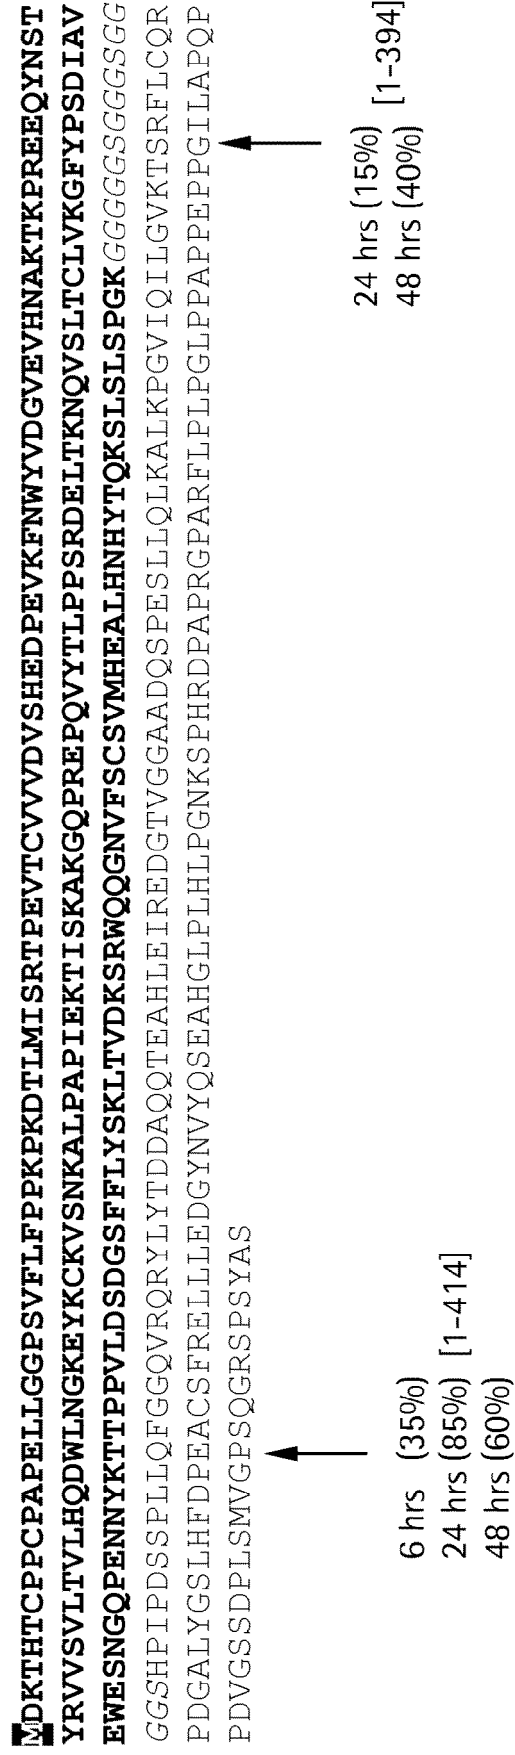 MDKTHTCPPCPAPELLGGPSVFLFPPKPKDTLMISRTPEVTCVVVDVSHEDPEVKFNWYVDGVEVHNAKTKPREEQYNST
YRVVSVLTVLHQDWLNGKEYKCKVSNKALPAPIEKTISKAKGQPREPQVYTLPPSRDELTKNQVSLTCLVKGFYPSDIAV
EWESNGQPENNYKTTPPVLDSDGSFFLYSKLTVDKSRWQQGNVFSCSVMHEALHNHYTQKSLSLSPGKGGGGGSGGGSGG
GGSHPIPDSSPLLQFGGQVRQRYLYTDDAQQTEAHLEIREDGTVGGAADQSPESLLQLKALKPGVIQILGVKTSRFLCQR
PDGALYGSLHFDPEACSFRELLLEDGYNVYQSEAHGLPLHLPGNKSPHRDPAPRGPARFLPLPGLPPAPPEPPGILAPQP
PDVGSSDPLSMVGPSQGRSPSYAS
6 hrs (35%)
24 hrs (85%) [1-414]
48 hrs (60%)
24 hrs (15%) [1-394]
48 hrs (40%)